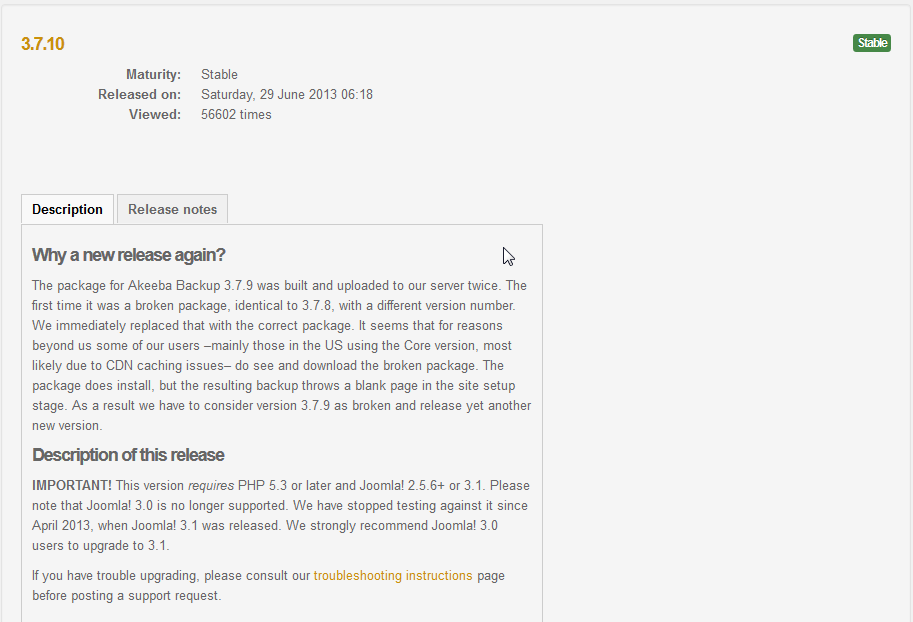 3.7.10
Stable
Maturity: Stable
Released on: Saturday, 29 June 2013 06:18
Viewed: 56602 times
Description
Release notes
Why a new release again?
The package for Akeeba Backup 3.7.9 was built and uploaded to our server twice. The
first time it was a broken package, identical to 3.7.8, with a different version number.
We immediately replaced that with the correct package. It seems that for reasons
beyond us some of our users –mainly those in the US using the Core version, most
likely due to CDN caching issues– do see and download the broken package. The
package does install, but the resulting backup throws a blank page in the site setup
stage. As a result we have to consider version 3.7.9 as broken and release yet another
new version.
Description of this release
IMPORTANT! This version requires PHP 5.3 or later and Joomla! 2.5.6+ or 3.1. Please
note that Joomla! 3.0 is no longer supported. We have stopped testing against it since
April 2013, when Joomla! 3.1 was released. We strongly recommend Joomla! 3.0
users to upgrade to 3.1.
If you have trouble upgrading, please consult our troubleshooting instructions page
before posting a support request.